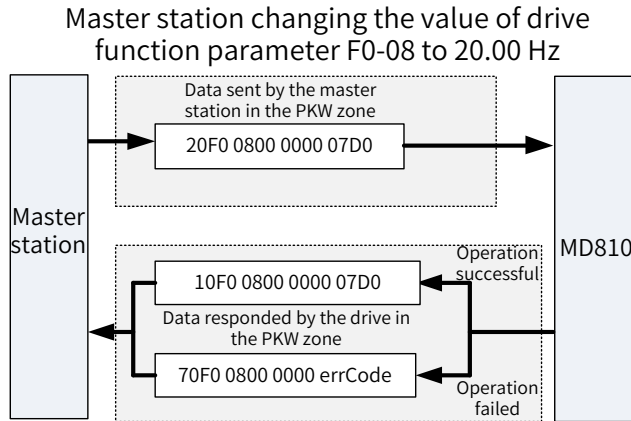 Master station changing the value of drive
function parameter F0-08 to 20.00 Hz
Data sent by the master
station in the PKW zone
20F0 0800 0000 07D0
Master
station
MD810
Operation
successful
10F0 0800 0000 07D0
Data responded by the drive in
the PKW zone
70F0 0800 0000 errCode
Operation
failed